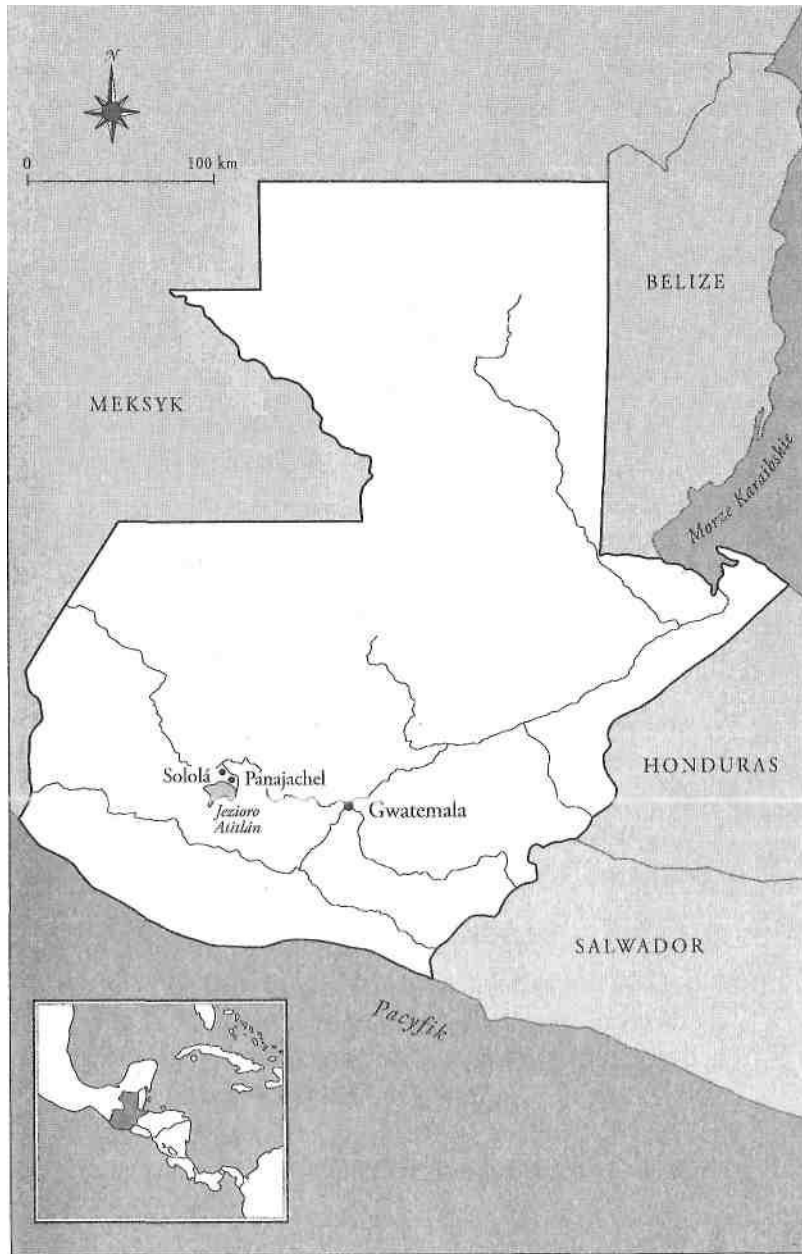 N
0 100 km
BELIZE
MEKSYK
Morze Karaibskie
Sololá
Panajachel
HONDURAS
Gwatemala
Jezioro
Atitlán
SALWADOR
Pacyfik